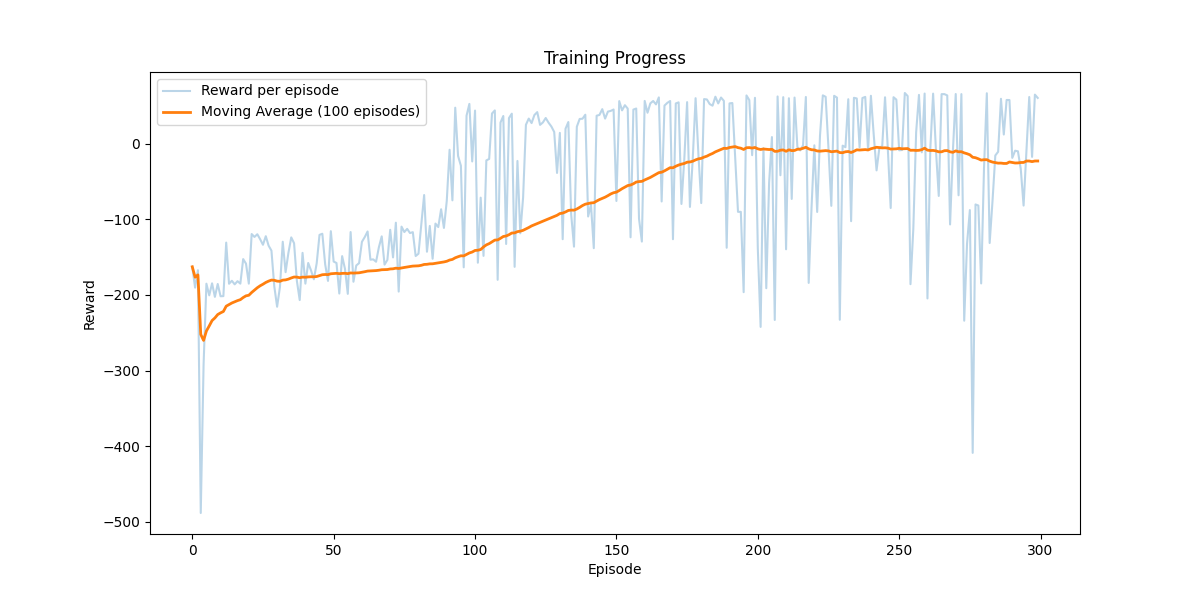 Training Progress
Reward per episode
Moving Average (100 episodes)
0
−100
−200
−300
−400
−500
Reward
0
50
100
150
200
250
300
Episode